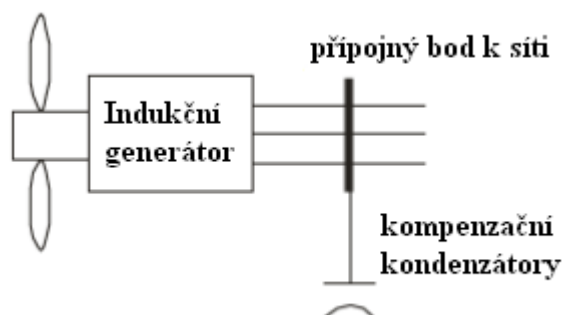 přípojný bod k síti
Indukční
generátor
kompenzační
kondenzátory